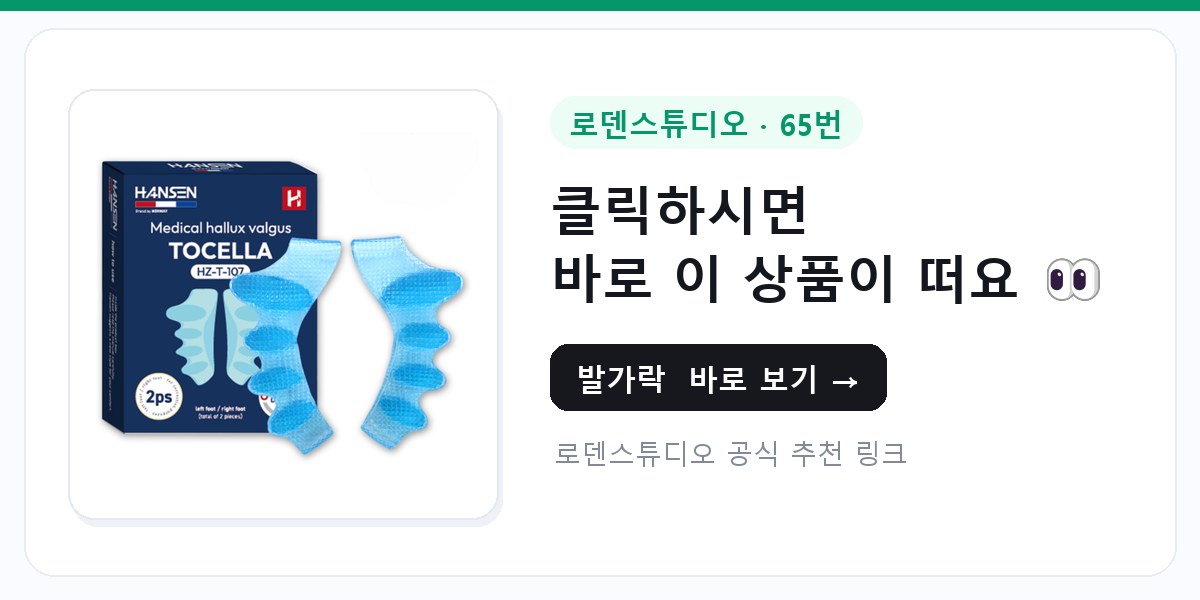 로덴스튜디오 · 65번
클릭하시면
바로 이 상품이 떠요 👀
발가락 바로 보기 →
로덴스튜디오 공식 추천 링크
HANSEN
Medical hallux valgus
TOCELLA
HZ-T-107
2ps
left foot / right foot
(total of 2 pieces)